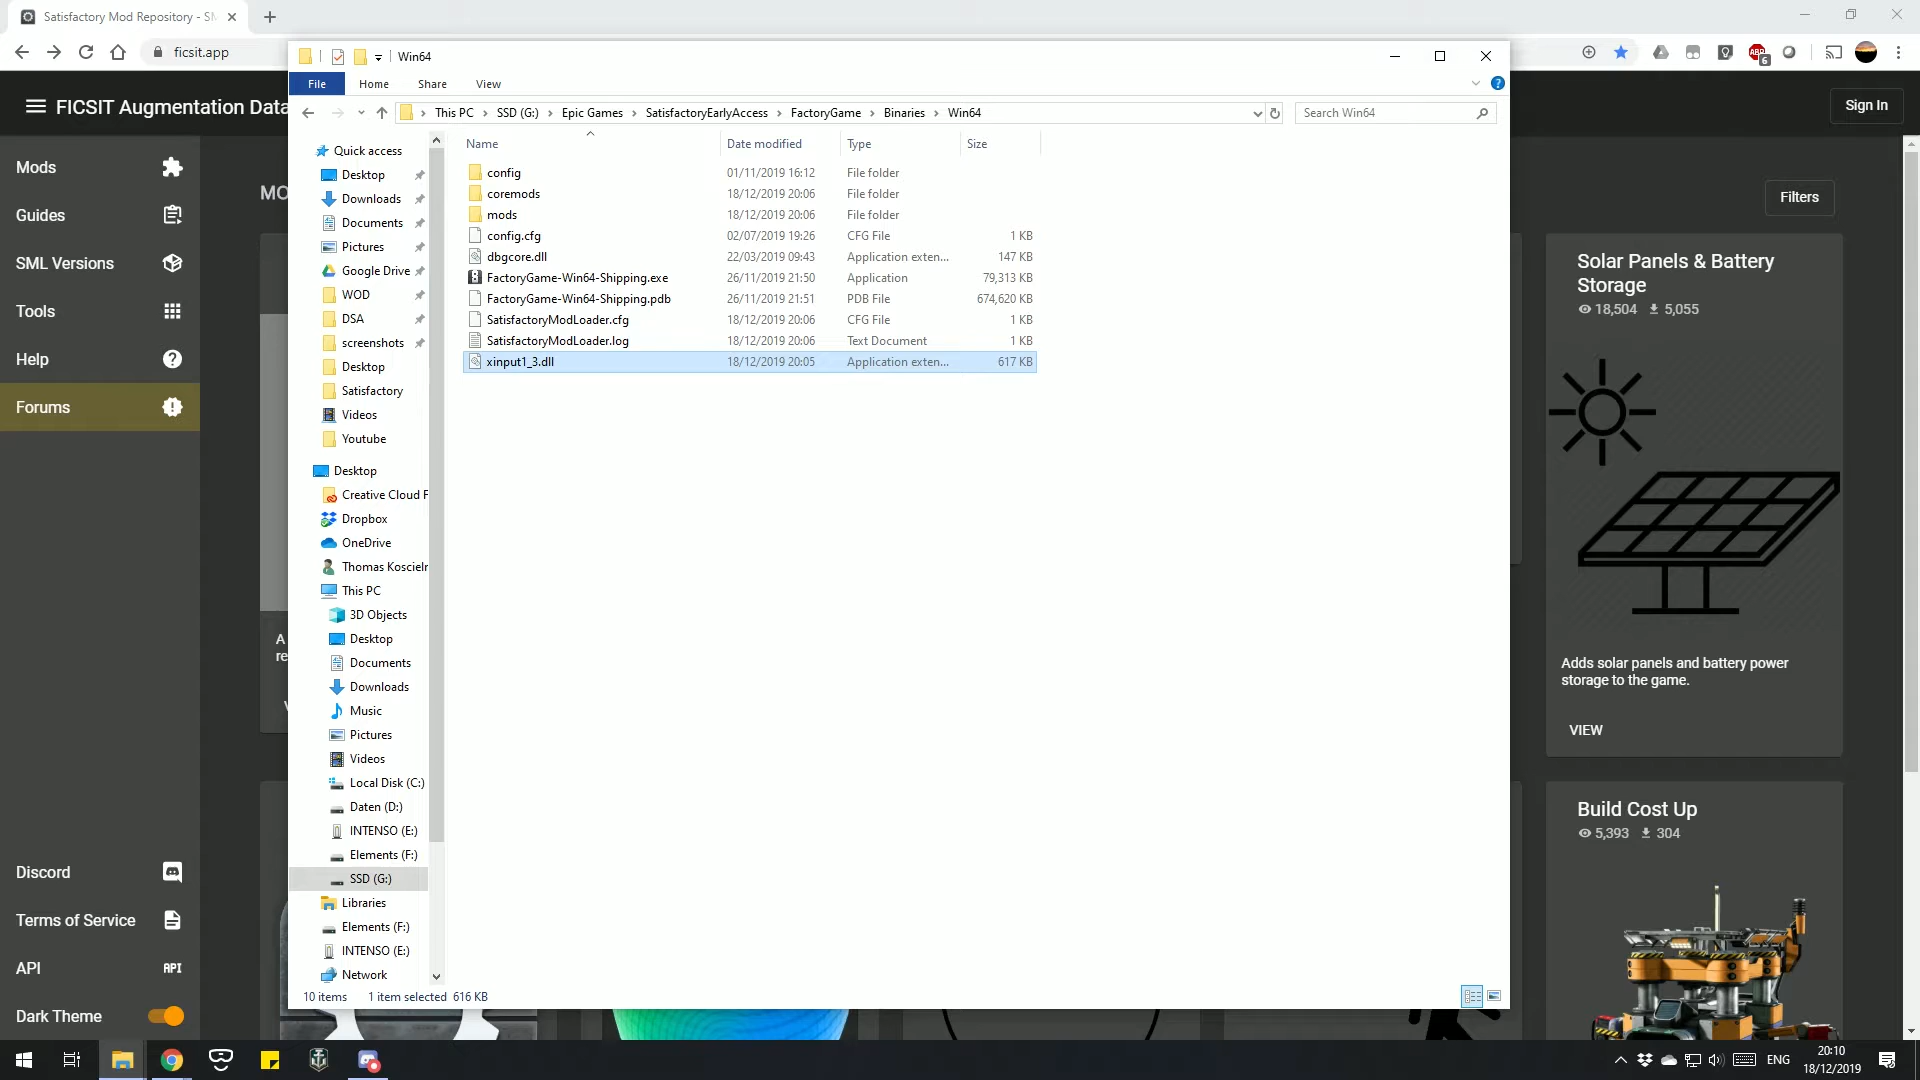 Satisfactory Mod Repository - SM
ficsit.app
6
FICSIT Augmentation Data
Sign In
Mods
Guides
SML Versions
Tools
Help
Forums
Discord
Terms of Service
API
API
Dark Theme
MO
Filters
A
re
Win64
File
Home
Share
View
This PC
SSD (G:)
Epic Games
SatisfactoryEarlyAccess
FactoryGame
Binaries
Win64
Search Win64
Name
Date modified
Type
Size
Quick access
Desktop
Downloads
Documents
Pictures
Google Drive
WOD
DSA
screenshots
Desktop
Satisfactory
Videos
Youtube
Desktop
Creative Cloud F
Dropbox
OneDrive
Thomas Koscieln
This PC
3D Objects
Desktop
Documents
Downloads
Music
Pictures
Videos
Local Disk (C:)
Daten (D:)
INTENSO (E:)
Elements (F:)
SSD (G:)
Libraries
Elements (F:)
INTENSO (E:)
Network
config 01/11/2019 16:12 File folder
coremods 18/12/2019 20:06 File folder
mods 18/12/2019 20:06 File folder
config.cfg 02/07/2019 19:26 CFG File 1 KB
dbgcore.dll 22/03/2019 09:43 Application exten... 147 KB
FactoryGame-Win64-Shipping.exe 26/11/2019 21:50 Application 79,313 KB
FactoryGame-Win64-Shipping.pdb 26/11/2019 21:51 PDB File 674,620 KB
SatisfactoryModLoader.cfg 18/12/2019 20:06 CFG File 1 KB
SatisfactoryModLoader.log 18/12/2019 20:06 Text Document 1 KB
xinput1_3.dll 18/12/2019 20:05 Application exten... 617 KB
10 items 1 item selected 616 KB
Solar Panels & Battery
Storage
18,504 5,055
Adds solar panels and battery power
storage to the game.
VIEW
Build Cost Up
5,393 304
ENG
20:10
18/12/2019